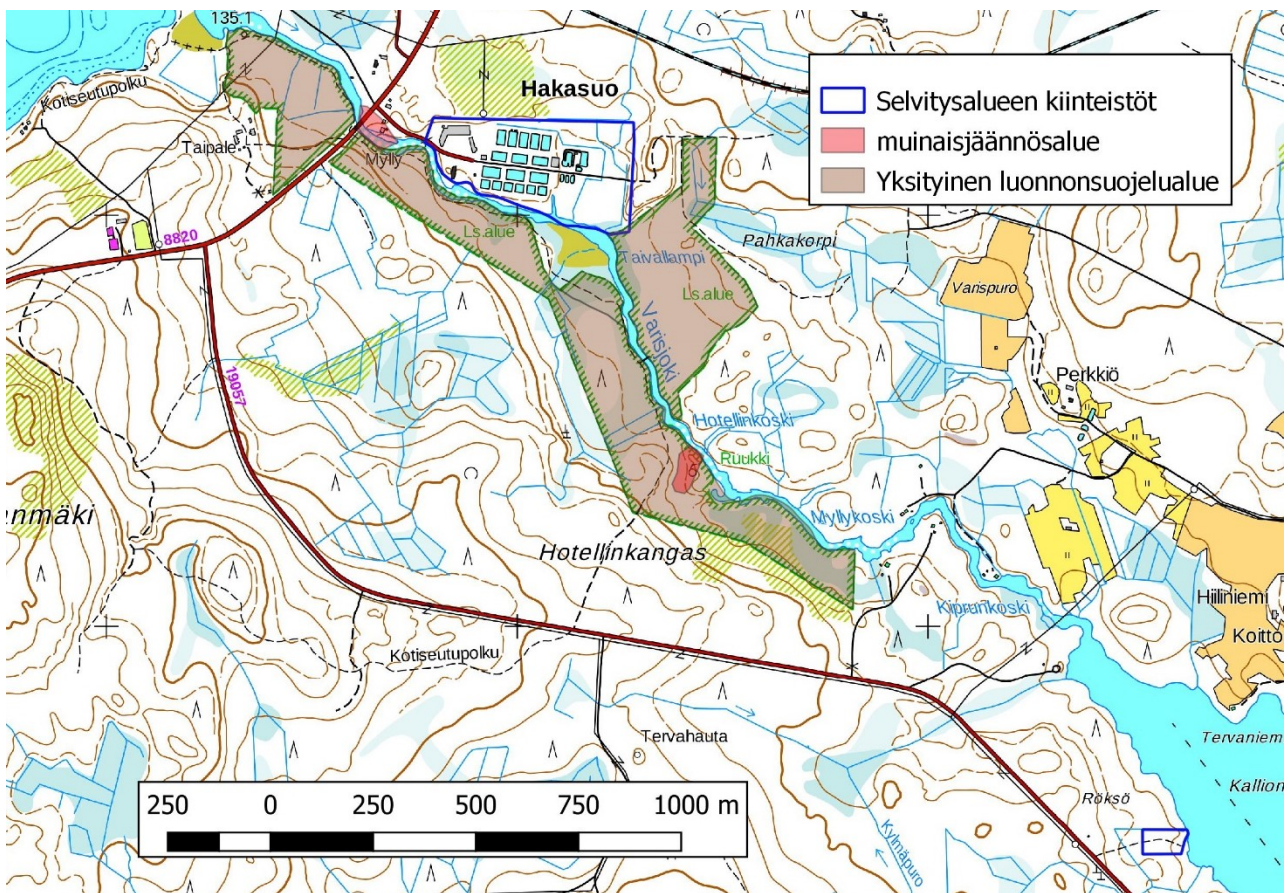 135.1
Kotiseutupolku
Hakasuo
Selvitysalueen kiinteistöt
muinaisjäännösalue
Yksityinen luonnonsuojelualue
Taipale
Mylly
8820
Ls.alue
Taivallampi
Pahkakorpi
Ls.alue
Varisjoki
Varispuro
19057
Perkkiö
Hotellinkoski
Ruukki
Myllykoski
anmäki
Hotellinkangas
Kiprunkoski
Hiiliniemi
Koitto
Kotiseutupolku
Tervahauta
Tervaniem
Kallion
Röksö
Kylmäpuro
250 0 250 500 750 1000 m